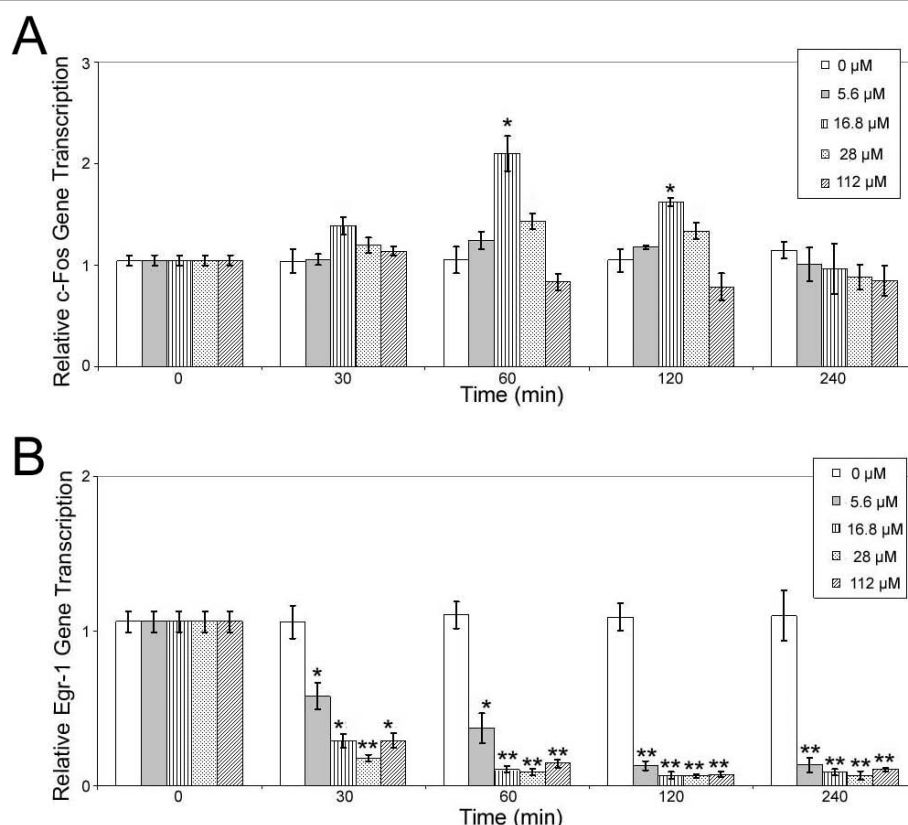 A
Relative c-Fos Gene Transcription
3
2
1
0
0 µM
5.6 µM
16.8 µM
28 µM
112 µM
*
*
0 30 60 120 240
Time (min)
B
Relative Egr-1 Gene Transcription
2
1
0
0 µM
5.6 µM
16.8 µM
28 µM
112 µM
* * ** *
* ** ** **
** ** ** **
** ** ** **
0 30 60 120 240
Time (min)